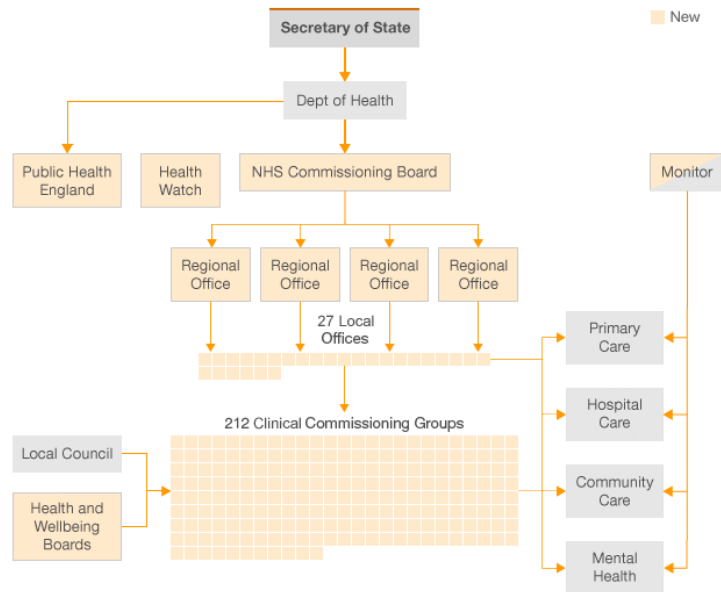 Secretary of State
New
Dept of Health
Public Health
England
Health
Watch
NHS Commissioning Board
Monitor
Regional
Office
Regional
Office
Regional
Office
Regional
Office
27 Local
Offices
Primary
Care
Hospital
Care
212 Clinical Commissioning Groups
Local Council
Health and
Wellbeing
Boards
Community
Care
Mental
Health